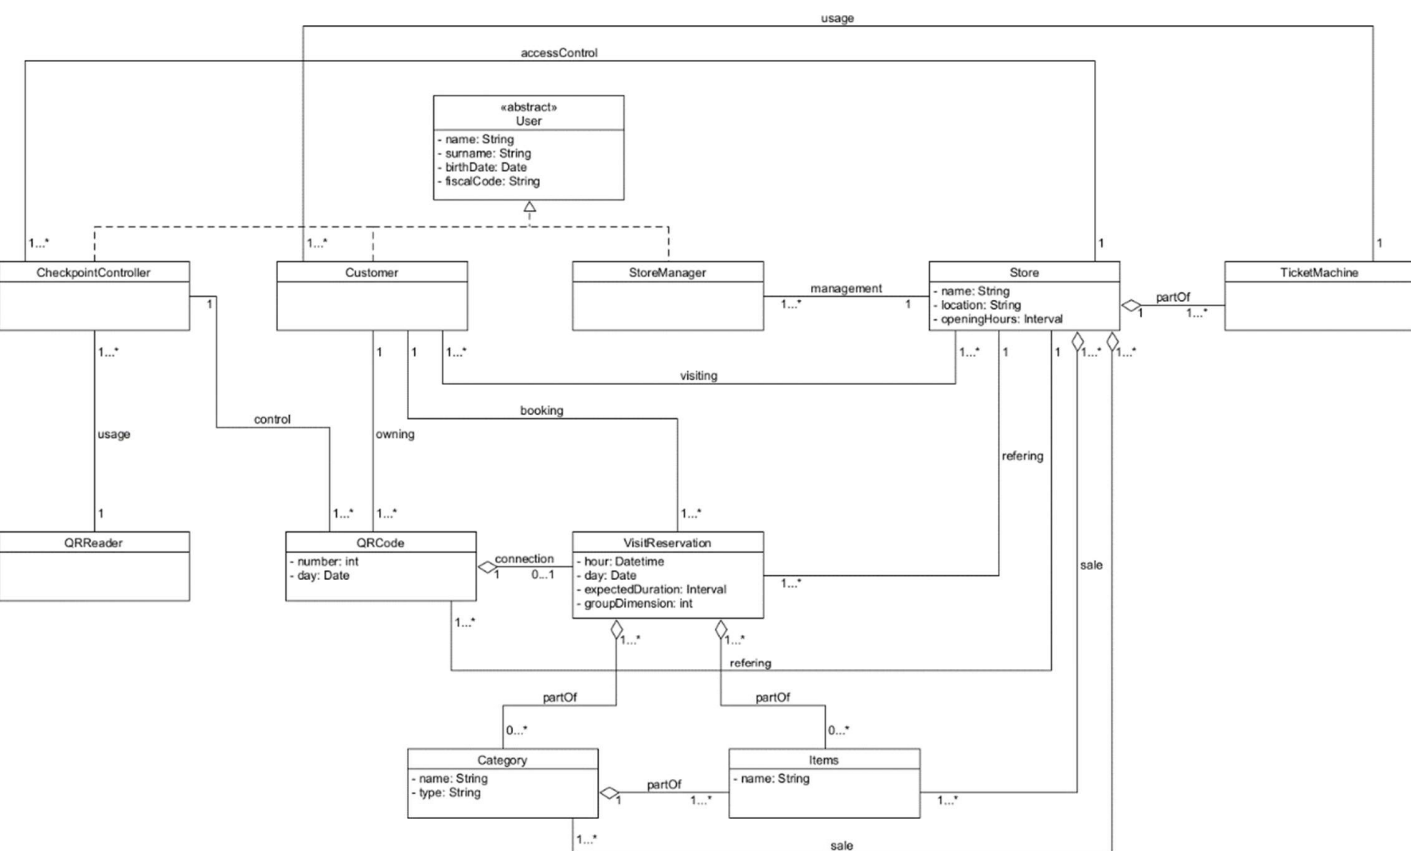 usage
accessControl
«abstract»
User
- name: String
- surname: String
- birthDate: Date
- fiscalCode: String
1...*
1...*
1
1
CheckpointController
Customer
StoreManager
Store
TicketMachine
- name: String
- location: String
- openingHours: Interval
management
1
1...*
1
partOf
1
1...*
1...*
1
1
1...*
1...*
1
1
1...*
1...*
visiting
booking
control
usage
owning
refering
1
1...*
1...*
1...*
QRReader
QRCode
- number: int
- day: Date
connection
1
0...1
VisitReservation
- hour: Datetime
- day: Date
- expectedDuration: Interval
- groupDimension: int
1...*
sale
1...*
1...*
1...*
refering
partOf
partOf
0...*
0...*
Category
- name: String
- type: String
partOf
1
1...*
Items
- name: String
1...*
1...*
sale